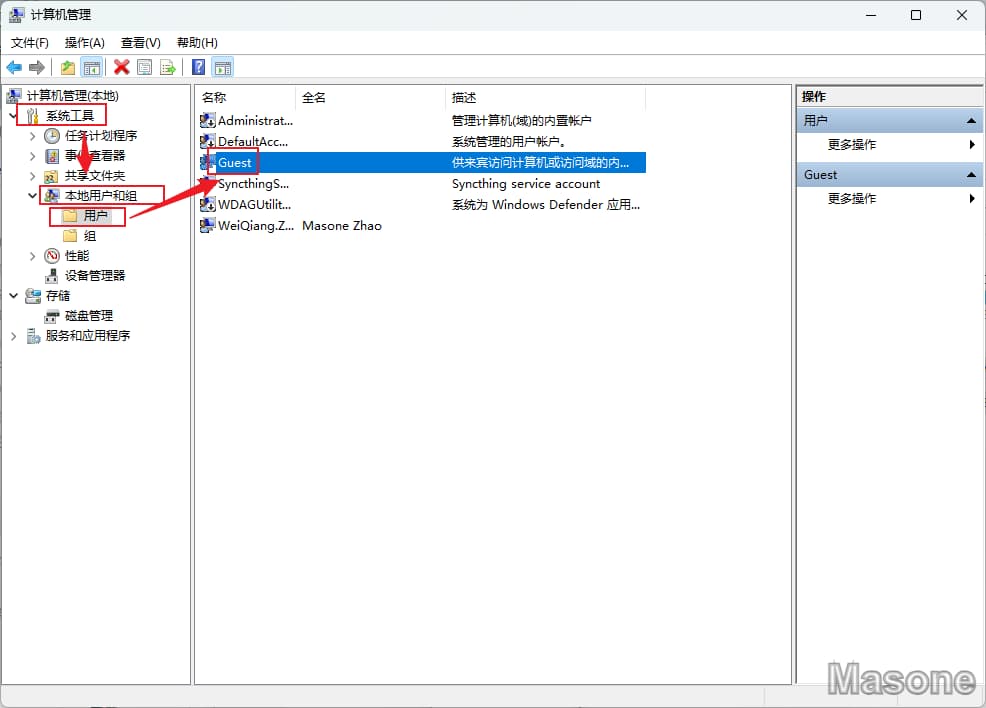 计算机管理
文件(F) 操作(A) 查看(V) 帮助(H)
计算机管理(本地)
系统工具
任务计划程序
事件查看器
共享文件夹
本地用户和组
用户
组
性能
设备管理器
存储
磁盘管理
服务和应用程序
名称 全名 描述
Administrat... 管理计算机(域)的内置帐户
DefaultAcc... 系统管理的用户帐户。
Guest 供来宾访问计算机或访问域的内...
SyncthingS... Syncthing service account
WDAGUtilit... 系统为 Windows Defender 应用...
WeiQiang.Z... Masone Zhao
操作
用户
更多操作
Guest
更多操作
Masone